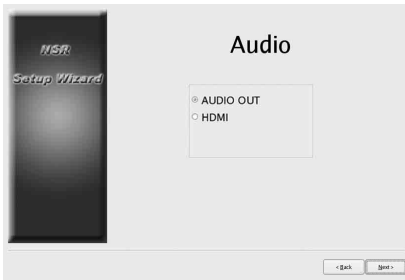 NSR
Setup Wizard
Audio
AUDIO OUT
HDMI
< Back
Next >